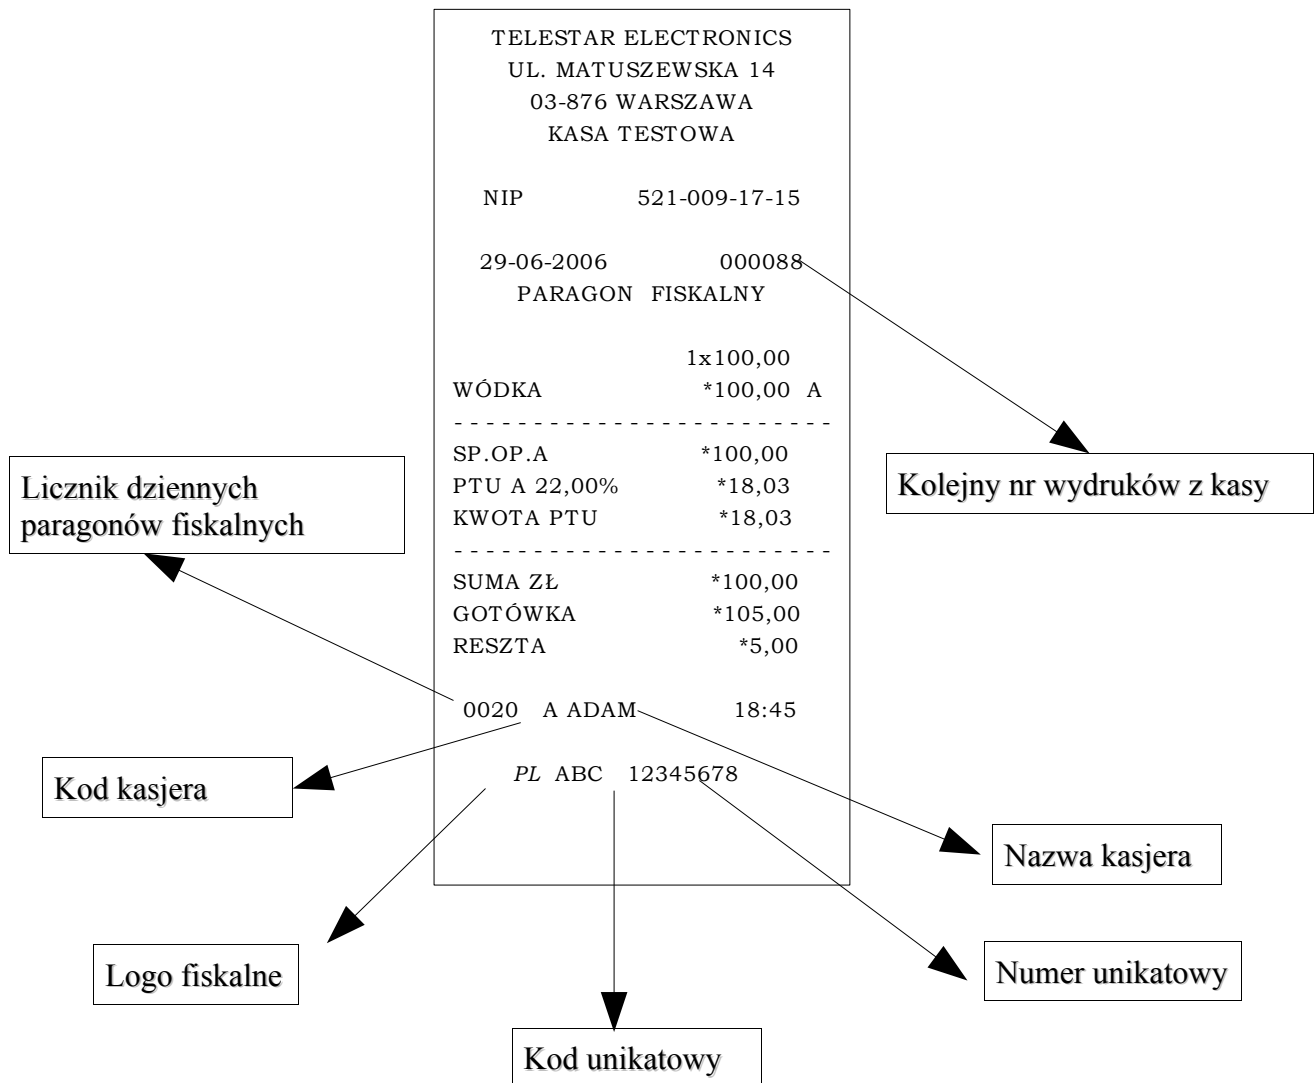 TELESTAR ELECTRONICS
UL. MATUSZEWSKA 14
03-876 WARSZAWA
KASA TESTOWA
NIP 521-009-17-15
29-06-2006 000088
PARAGON FISKALNY
1x100,00
WÓDKA *100,00 A
- - - - - - - - - - - - - - - - - - - - - - - -
SP.OP.A *100,00
PTU A 22,00% *18,03
KWOTA PTU *18,03
- - - - - - - - - - - - - - - - - - - - - - - -
SUMA ZŁ *100,00
GOTÓWKA *105,00
RESZTA *5,00
0020 A ADAM 18:45
PL ABC 12345678
Licznik dziennych
paragonów fiskalnych
Kolejny nr wydruków z kasy
Kod kasjera
Nazwa kasjera
Logo fiskalne
Numer unikatowy
Kod unikatowy